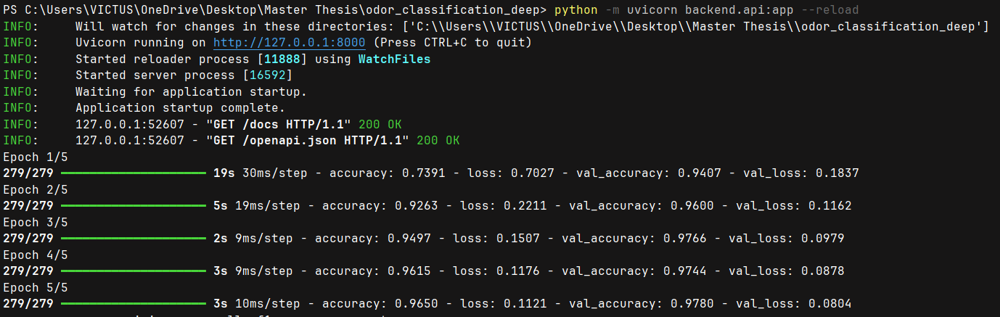 PS C:\Users\VICTUS\OneDrive\Desktop\Master Thesis\odor_classification_deep> python -m uvicorn backend.api:app --reload
INFO:     Will watch for changes in these directories: ['C:\\Users\\VICTUS\\OneDrive\\Desktop\\Master Thesis\\odor_classification_deep']
INFO:     Uvicorn running on http://127.0.0.1:8000 (Press CTRL+C to quit)
INFO:     Started reloader process [11888] using WatchFiles
INFO:     Started server process [16592]
INFO:     Waiting for application startup.
INFO:     Application startup complete.
INFO:     127.0.0.1:52607 - "GET /docs HTTP/1.1" 200 OK
INFO:     127.0.0.1:52607 - "GET /openapi.json HTTP/1.1" 200 OK
Epoch 1/5
279/279 ━━━━━━━━━━━━━━━━━━━━ 19s 30ms/step - accuracy: 0.7391 - loss: 0.7027 - val_accuracy: 0.9407 - val_loss: 0.1837
Epoch 2/5
279/279 ━━━━━━━━━━━━━━━━━━━━ 5s 19ms/step - accuracy: 0.9263 - loss: 0.2211 - val_accuracy: 0.9600 - val_loss: 0.1162
Epoch 3/5
279/279 ━━━━━━━━━━━━━━━━━━━━ 2s 9ms/step - accuracy: 0.9497 - loss: 0.1507 - val_accuracy: 0.9766 - val_loss: 0.0979
Epoch 4/5
279/279 ━━━━━━━━━━━━━━━━━━━━ 3s 9ms/step - accuracy: 0.9615 - loss: 0.1176 - val_accuracy: 0.9744 - val_loss: 0.0878
Epoch 5/5
279/279 ━━━━━━━━━━━━━━━━━━━━ 3s 10ms/step - accuracy: 0.9650 - loss: 0.1121 - val_accuracy: 0.9780 - val_loss: 0.0804